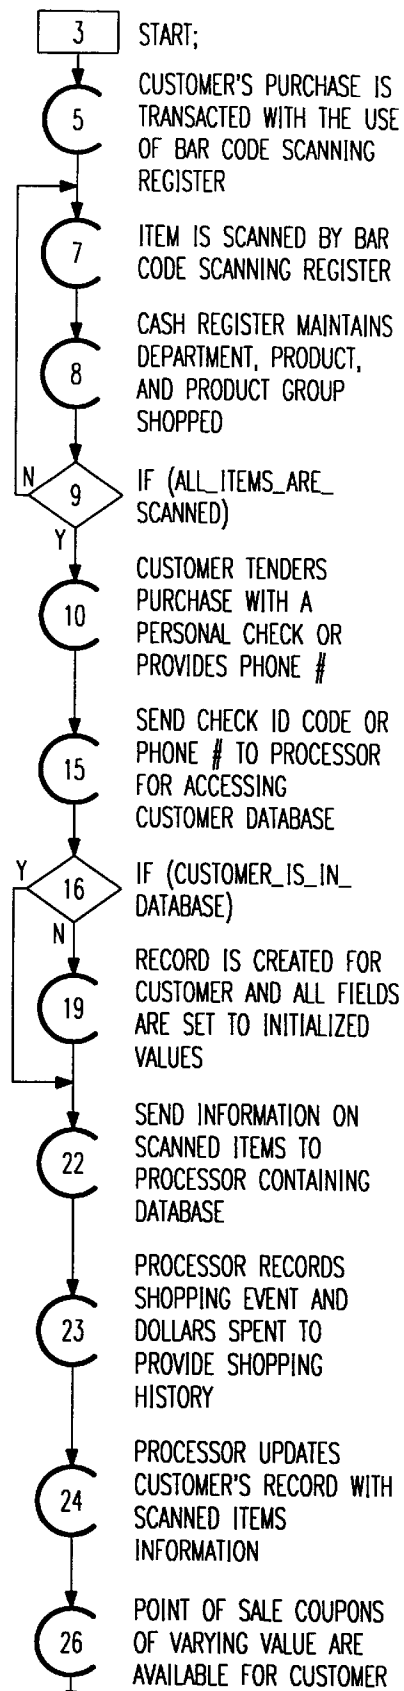 3 START;
CUSTOMER'S PURCHASE IS
5 TRANSACTED WITH THE USE
OF BAR CODE SCANNING
REGISTER
7 ITEM IS SCANNED BY BAR
CODE SCANNING REGISTER
CASH REGISTER MAINTAINS
8 DEPARTMENT, PRODUCT,
AND PRODUCT GROUP
SHOPPED
N 9 IF (ALL_ITEMS_ARE_
SCANNED)
Y
CUSTOMER TENDERS
10 PURCHASE WITH A
PERSONAL CHECK OR
PROVIDES PHONE #
SEND CHECK ID CODE OR
15 PHONE # TO PROCESSOR
FOR ACCESSING
CUSTOMER DATABASE
Y 16 IF (CUSTOMER_IS_IN_
DATABASE)
N
RECORD IS CREATED FOR
19 CUSTOMER AND ALL FIELDS
ARE SET TO INITIALIZED
VALUES
SEND INFORMATION ON
22 SCANNED ITEMS TO
PROCESSOR CONTAINING
DATABASE
PROCESSOR RECORDS
SHOPPING EVENT AND
23 DOLLARS SPENT TO
PROVIDE SHOPPING
HISTORY
PROCESSOR UPDATES
24 CUSTOMER'S RECORD WITH
SCANNED ITEMS
INFORMATION
POINT OF SALE COUPONS
26 OF VARYING VALUE ARE
AVAILABLE FOR CUSTOMER